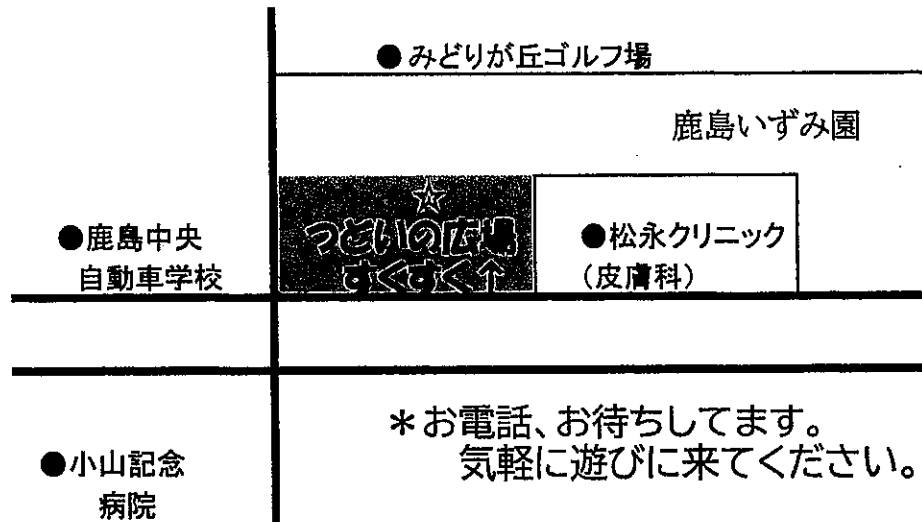 ●みどりが丘ゴルフ場
鹿島いずみ園
☆
つどいの広場
すくすく↑
●鹿島中央
自動車学校
●松永クリニック
(皮膚科)
＊お電話、お待ちしてます。
気軽に遊びに来てください。
●小山記念
病院